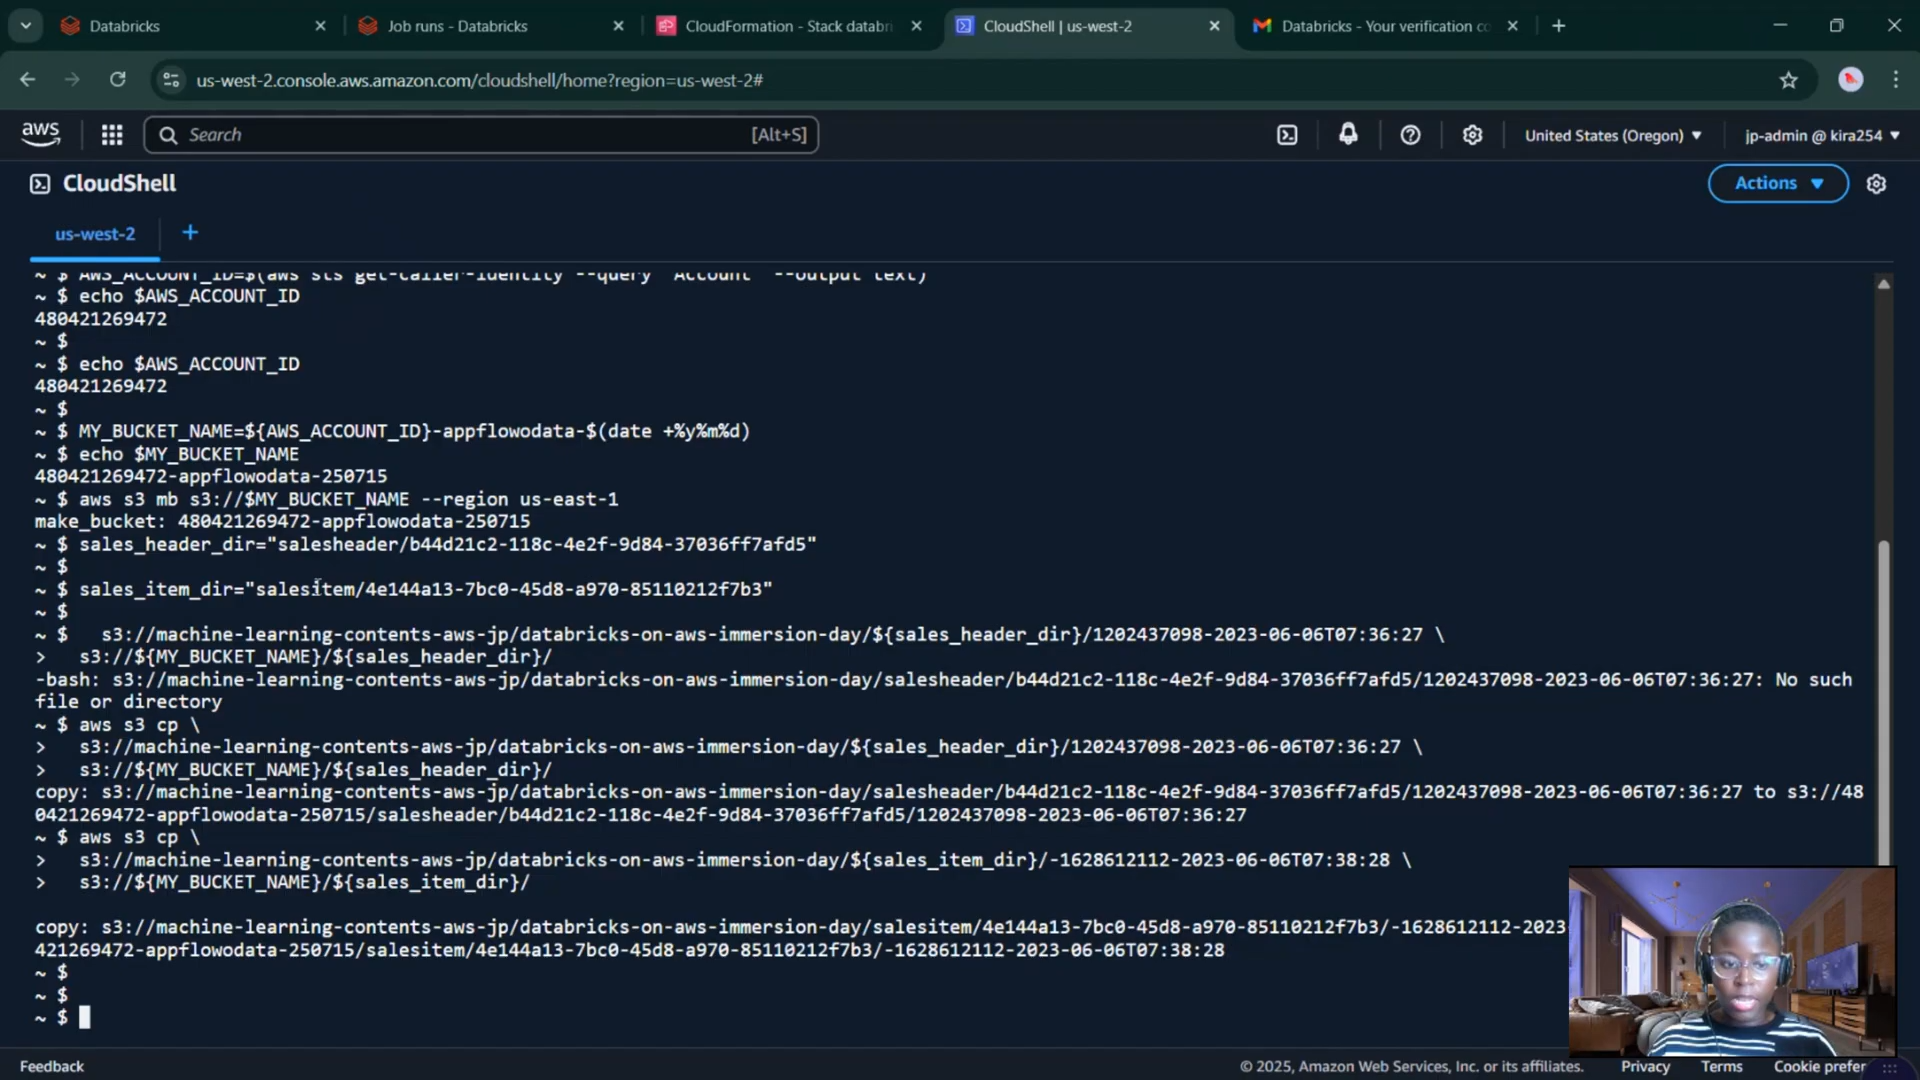 Databricks
Job runs - Databricks
CloudFormation - Stack databri
CloudShell | us-west-2
Databricks - Your verification co
us-west-2.console.aws.amazon.com/cloudshell/home?region=us-west-2#
aws
Search
[Alt+S]
United States (Oregon)
jp-admin @ kira254
CloudShell
Actions
us-west-2
~ $ AWS_ACCOUNT_ID=$(aws sts get-caller-identity --query "Account" --output text)
~ $ echo $AWS_ACCOUNT_ID
480421269472
~ $
~ $ echo $AWS_ACCOUNT_ID
480421269472
~ $
~ $ MY_BUCKET_NAME=${AWS_ACCOUNT_ID}-appflowodata-$(date +%y%m%d)
~ $ echo $MY_BUCKET_NAME
480421269472-appflowodata-250715
~ $ aws s3 mb s3://$MY_BUCKET_NAME --region us-east-1
make_bucket: 480421269472-appflowodata-250715
~ $ sales_header_dir="salesheader/b44d21c2-118c-4e2f-9d84-37036ff7afd5"
~ $
~ $ sales_item_dir="salesitem/4e144a13-7bc0-45d8-a970-85110212f7b3"
~ $
~ $   s3://machine-learning-contents-aws-jp/databricks-on-aws-immersion-day/${sales_header_dir}/1202437098-2023-06-06T07:36:27 \
>   s3://${MY_BUCKET_NAME}/${sales_header_dir}/
-bash: s3://machine-learning-contents-aws-jp/databricks-on-aws-immersion-day/salesheader/b44d21c2-118c-4e2f-9d84-37036ff7afd5/1202437098-2023-06-06T07:36:27: No such
file or directory
~ $ aws s3 cp \
>   s3://machine-learning-contents-aws-jp/databricks-on-aws-immersion-day/${sales_header_dir}/1202437098-2023-06-06T07:36:27 \
>   s3://${MY_BUCKET_NAME}/${sales_header_dir}/
copy: s3://machine-learning-contents-aws-jp/databricks-on-aws-immersion-day/salesheader/b44d21c2-118c-4e2f-9d84-37036ff7afd5/1202437098-2023-06-06T07:36:27 to s3://48
0421269472-appflowodata-250715/salesheader/b44d21c2-118c-4e2f-9d84-37036ff7afd5/1202437098-2023-06-06T07:36:27
~ $ aws s3 cp \
>   s3://machine-learning-contents-aws-jp/databricks-on-aws-immersion-day/${sales_item_dir}/-1628612112-2023-06-06T07:38:28 \
>   s3://${MY_BUCKET_NAME}/${sales_item_dir}/
copy: s3://machine-learning-contents-aws-jp/databricks-on-aws-immersion-day/salesitem/4e144a13-7bc0-45d8-a970-85110212f7b3/-1628612112-2023
421269472-appflowodata-250715/salesitem/4e144a13-7bc0-45d8-a970-85110212f7b3/-1628612112-2023-06-06T07:38:28
~ $
~ $
~ $
Feedback
© 2025, Amazon Web Services, Inc. or its affiliates.
Privacy
Terms
Cookie prefer